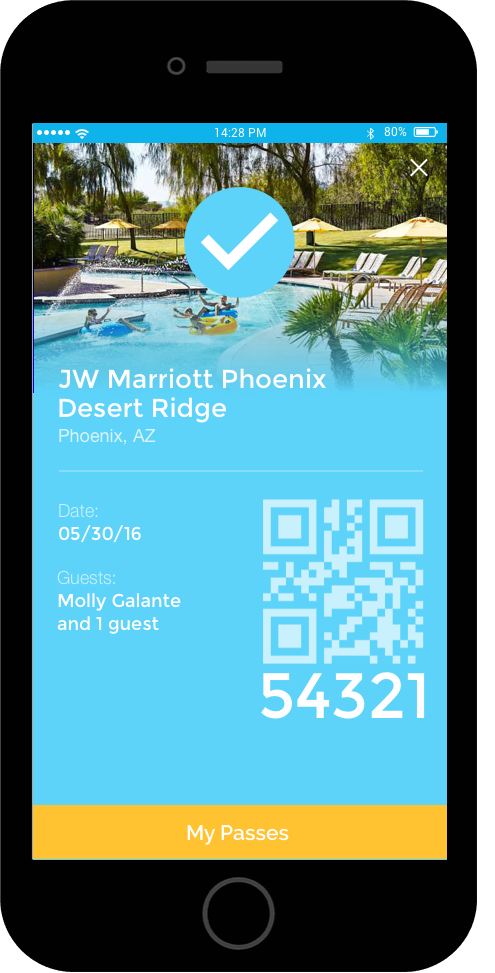 14:28 PM
80%
JW Marriott Phoenix
Desert Ridge
Phoenix, AZ
Date:
05/30/16
Guests:
Molly Galante
and 1 guest
54321
My Passes